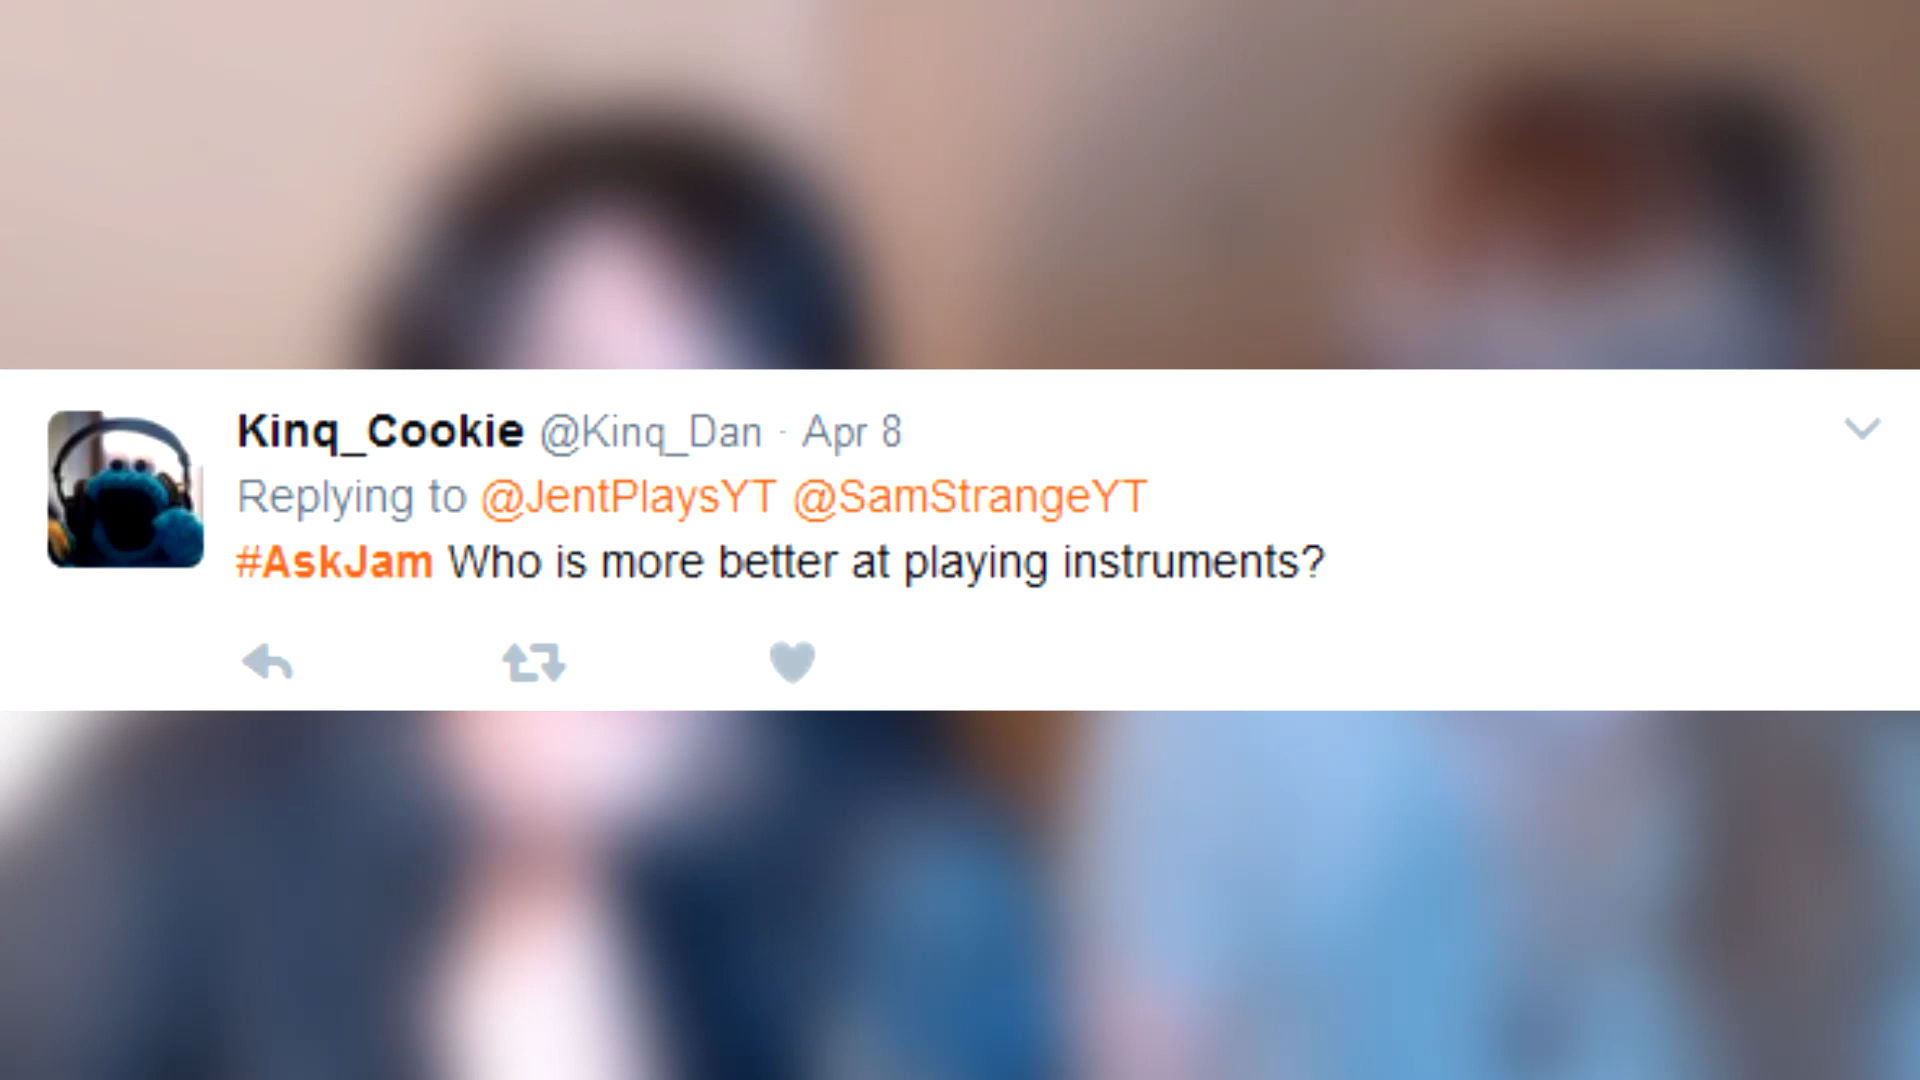 Kinq_Cookie @Kinq_Dan · Apr 8
Replying to @JentPlaysYT @SamStrangeYT
#AskJam Who is more better at playing instruments?